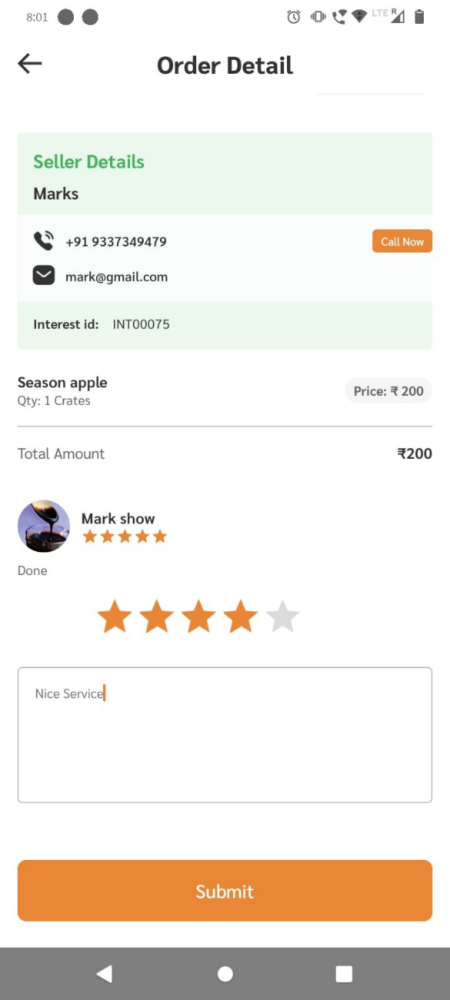 8:01
LTE R
Order Detail
Seller Details
Marks
+91 9337349479
Call Now
mark@gmail.com
Interest id: INT00075
Season apple
Qty: 1 Crates
Price: ₹ 200
Total Amount
₹200
Mark show
Done
Nice Service
Submit